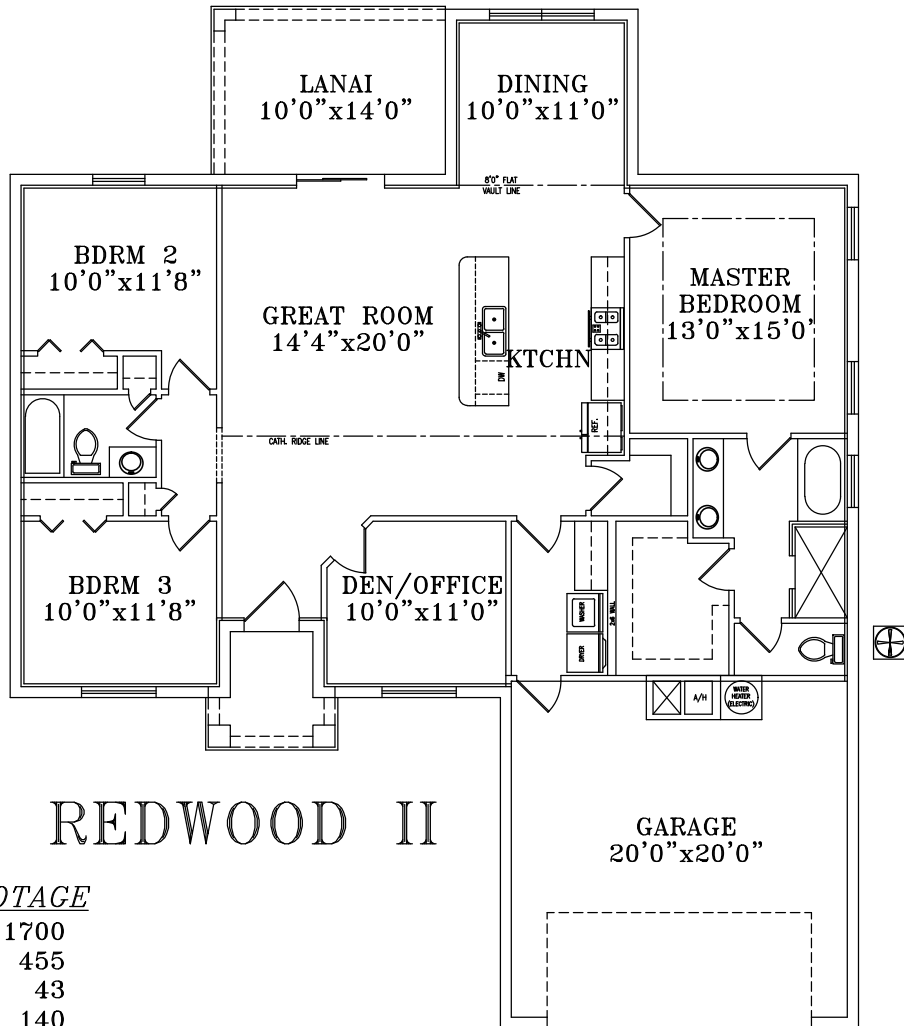 LANAI
10'0"x14'0"
DINING
10'0"x11'0"
8'0" FLAT
VAULT LINE
BDRM 2
10'0"x11'8"
GREAT ROOM
14'4"x20'0"
MASTER
BEDROOM
13'0"x15'0'
KTCHN
DW
REF.
CATH. RIDGE LINE
BDRM 3
10'0"x11'8"
DEN/OFFICE
10'0"x11'0"
WASHER
DRYER
2x6 WALL
A/H
WATER
HEATER
(ELECTRIC)
REDWOOD II
GARAGE
20'0"x20'0"
OTAGE
1700
455
43
140